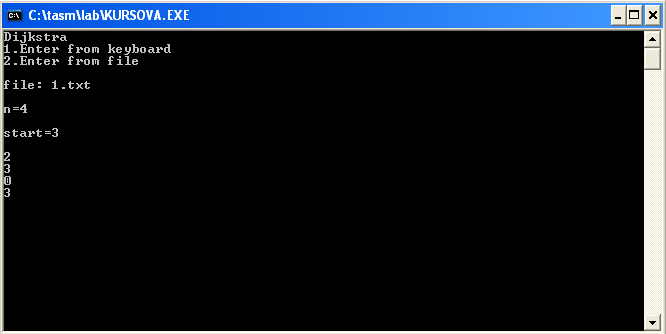 C:\tasm\lab\KURSOVA.EXE
Dijkstra
1.Enter from keyboard
2.Enter from file
file: 1.txt
n=4
start=3
2
3
0
3